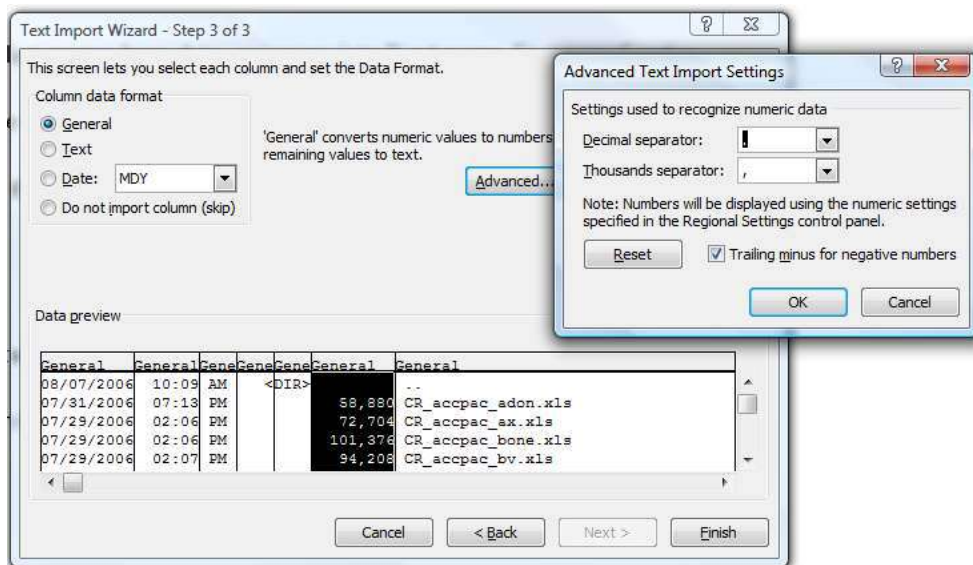 Text Import Wizard - Step 3 of 3
This screen lets you select each column and set the Data Format.
Column data format
General
Text
Date: MDY
Do not import column (skip)
'General' converts numeric values to numbers
remaining values to text.
Advanced...
Advanced Text Import Settings
Settings used to recognize numeric data
Decimal separator: .
Thousands separator: ,
Note: Numbers will be displayed using the numeric settings
specified in the Regional Settings control panel.
Reset
Trailing minus for negative numbers
OK Cancel
Data preview
General General Gene Gene Gene General General
08/07/2006 10:09 AM <DIR> ..
07/31/2006 07:13 PM 58,880 CR_accpac_adon.xls
07/29/2006 02:06 PM 72,704 CR_accpac_ax.xls
07/29/2006 02:06 PM 101,376 CR_accpac_bone.xls
07/29/2006 02:07 PM 94,208 CR_accpac_bv.xls
Cancel < Back Next > Finish